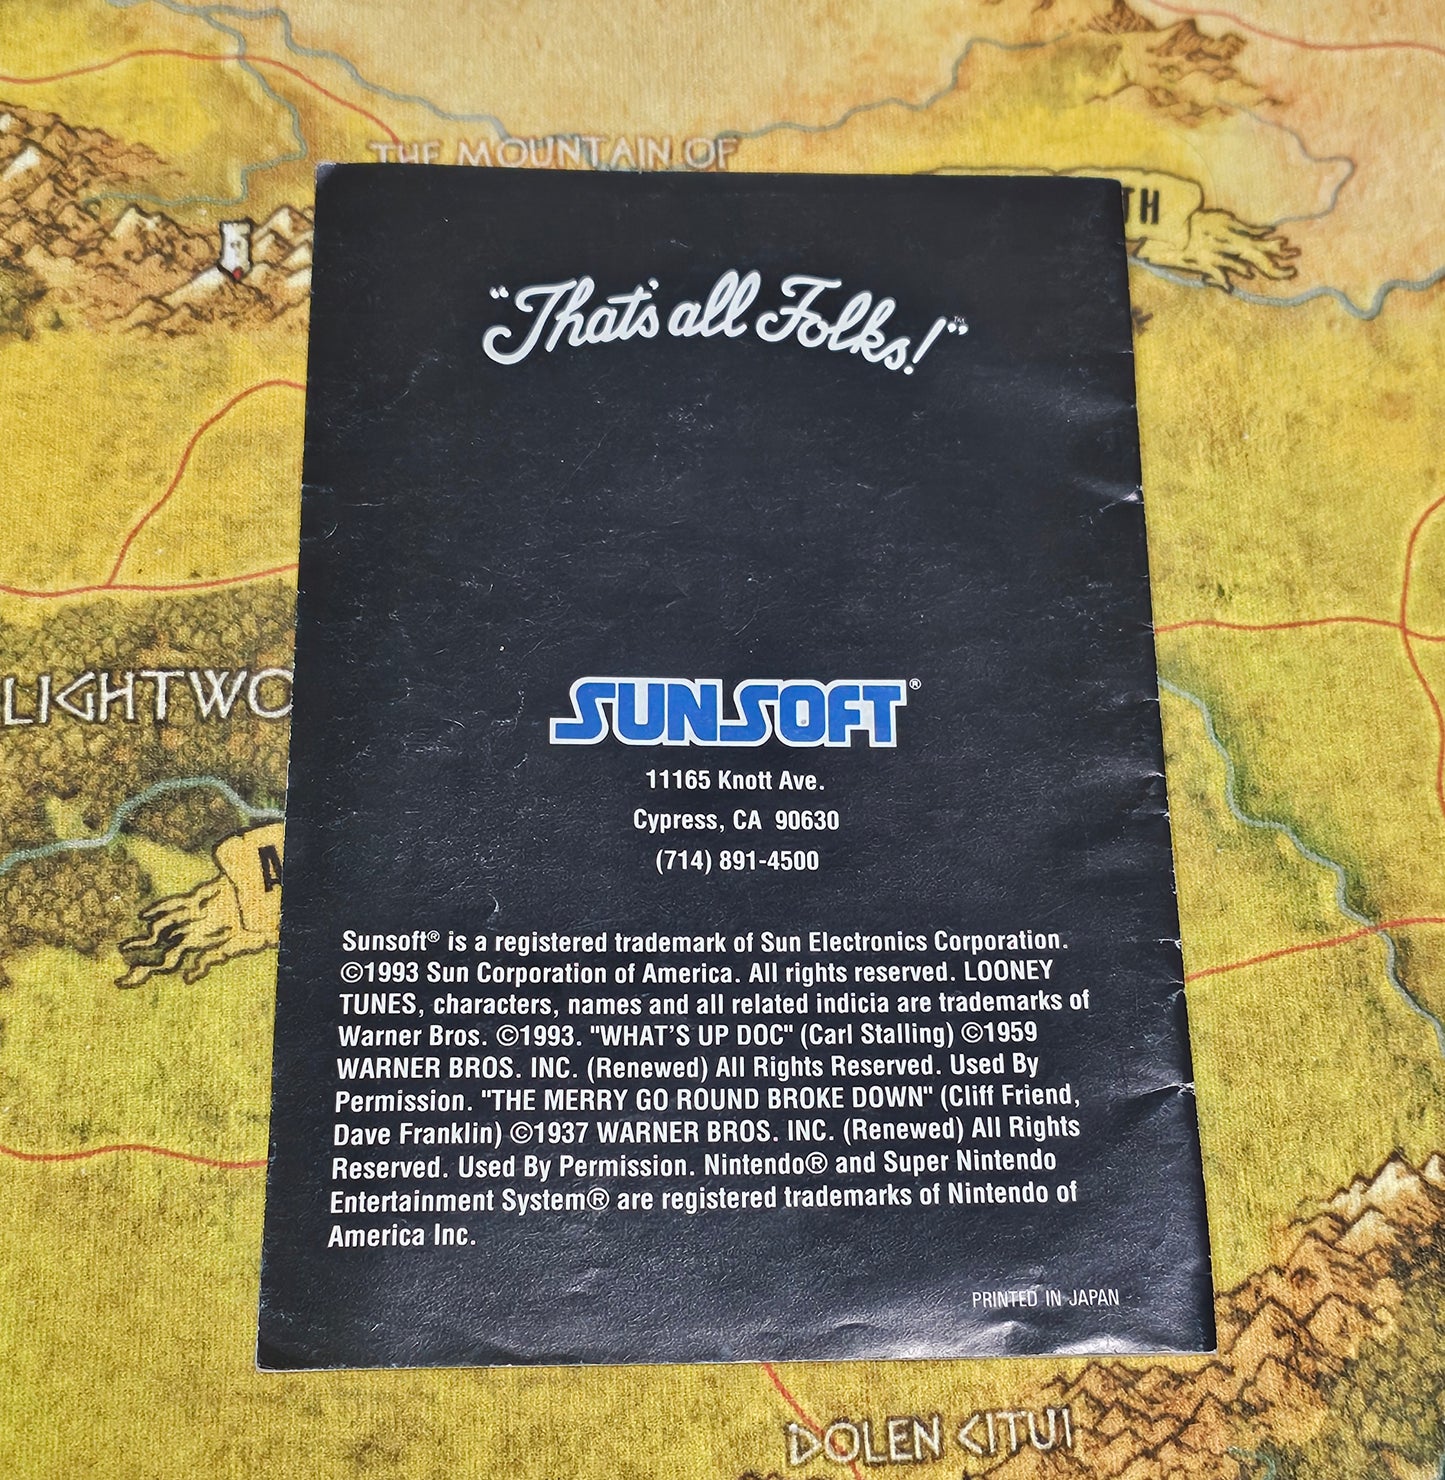 THE MOUNTAIN OF
TH
"That's all Folks!"™
LIGHTWO
SUNSOFT®
11165 Knott Ave.
Cypress, CA 90630
(714) 891-4500
A
Sunsoft® is a registered trademark of Sun Electronics Corporation.
©1993 Sun Corporation of America. All rights reserved. LOONEY
TUNES, characters, names and all related indicia are trademarks of
Warner Bros. ©1993. "WHAT'S UP DOC" (Carl Stalling) ©1959
WARNER BROS. INC. (Renewed) All Rights Reserved. Used By
Permission. "THE MERRY GO ROUND BROKE DOWN" (Cliff Friend,
Dave Franklin) ©1937 WARNER BROS. INC. (Renewed) All Rights
Reserved. Used By Permission. Nintendo® and Super Nintendo
Entertainment System® are registered trademarks of Nintendo of
America Inc.
PRINTED IN JAPAN
DOLEN CITUI